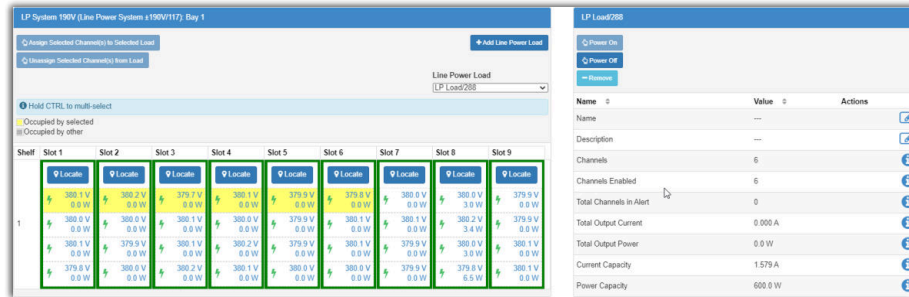 LP System 190V (Line Power System ±190V/117): Bay 1
Assign Selected Channel(s) to Selected Load
+Add Line Power Load
Unassign Selected Channel(s) from Load
Line Power Load
LP Load/288
Hold CTRL to multi-select
Occupied by selected
Occupied by other
Shelf Slot 1 Slot 2 Slot 3 Slot 4 Slot 5 Slot 6 Slot 7 Slot 8 Slot 9
Locate Locate Locate Locate Locate Locate Locate Locate Locate
380.1 V 380.2 V 379.7 V 380.1 V 379.9 V 379.8 V 380.0 V 380.0 V 379.9 V
0.0 W 0.0 W 0.0 W 0.0 W 0.0 W 0.0 W 0.0 W 3.0 W 0.0 W
1
380.0 V 380.0 V 380.1 V 380.0 V 379.9 V 380.1 V 380.1 V 380.2 V 379.9 V
0.0 W 0.0 W 0.0 W 0.0 W 0.0 W 0.0 W 0.0 W 3.4 W 0.0 W
380.1 V 379.9 V 380.1 V 380.2 V 379.9 V 380.1 V 379.9 V 380.0 V 380.1 V
0.0 W 0.0 W 0.0 W 0.0 W 0.0 W 0.0 W 0.0 W 3.0 W 0.0 W
379.8 V 380.0 V 380.2 V 380.1 V 380.0 V 380.0 V 379.9 V 379.8 V 380.1 V
0.0 W 0.0 W 0.0 W 0.0 W 0.0 W 0.0 W 0.0 W 6.5 W 0.0 W
LP Load/288
Power On
Power Off
Remove
Name Value Actions
Name ---
Description ---
Channels 6
Channels Enabled 6
Total Channels in Alert 0
Total Output Current 0.000 A
Total Output Power 0.0 W
Current Capacity 1.579 A
Power Capacity 600.0 W